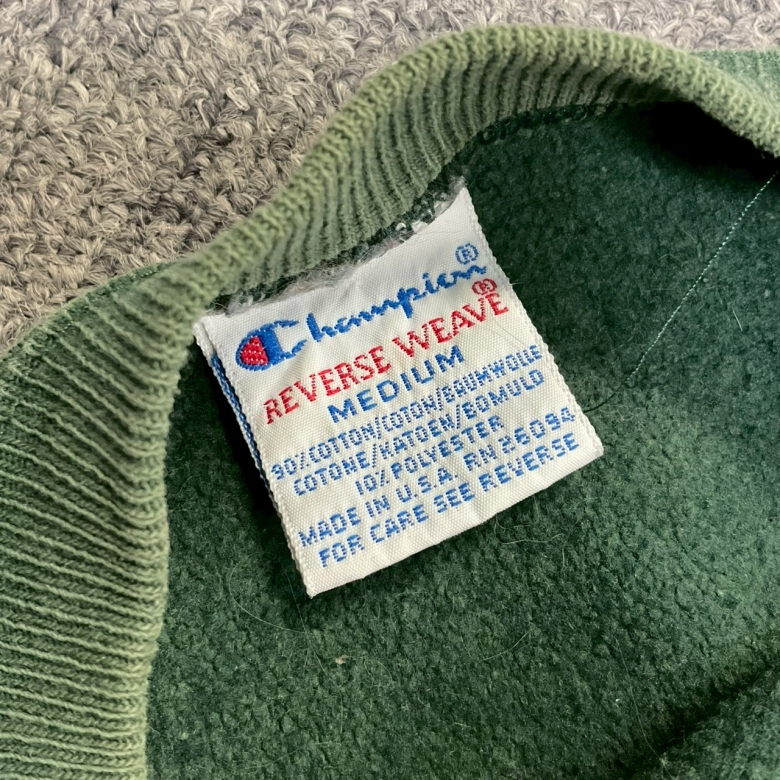 Champion®
REVERSE WEAVE®
MEDIUM
90%COTTON/COTON/BAUMWOLLE
COTONE/KATOEN/BOMULD
10% POLYESTER
MADE IN U.S.A. RN 26094
FOR CARE SEE REVERSE